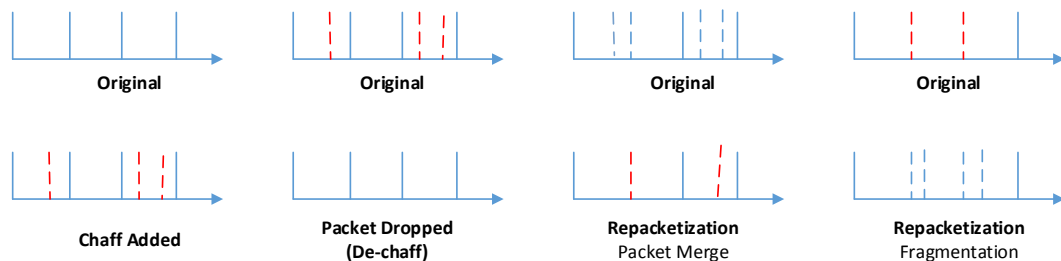 Original
Original
Original
Original
Chaff Added
Packet Dropped
(De-chaff)
Repacketization
Packet Merge
Repacketization
Fragmentation